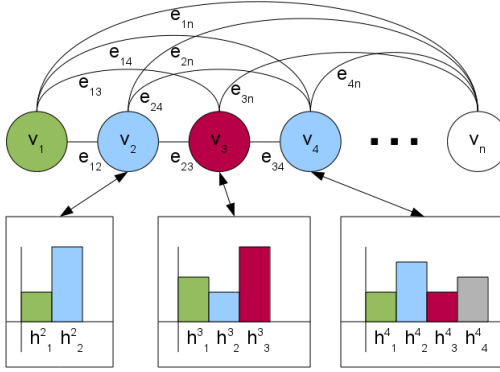 e₁ₙ
e₁₄ e₂ₙ
e₁₃ e₂₄ e₃ₙ e₄ₙ
v₁ v₂ v₃ v₄ ... vₙ
e₁₂ e₂₃ e₃₄
h²₁ h²₂ h³₁ h³₂ h³₃ h⁴₁ h⁴₂ h⁴₃ h⁴₄